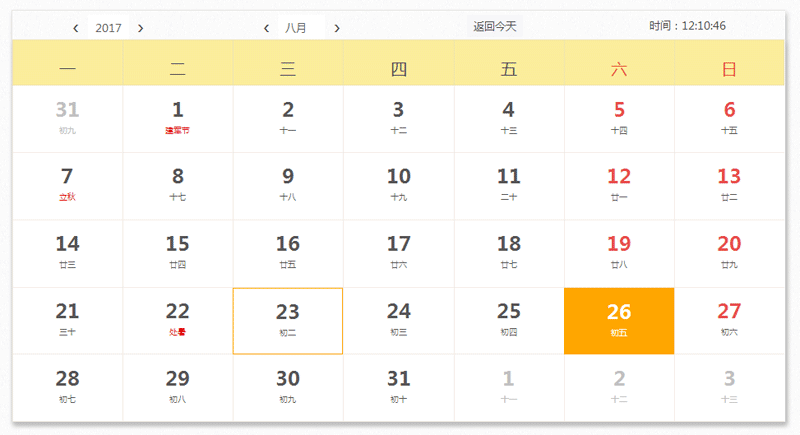 ‹ 2017 › ‹ 八月 › 返回今天 时间：12:10:46
一 二 三 四 五 六 日
31 1 2 3 4 5 6
初九 建军节 十一 十二 十三 十四 十五
7 8 9 10 11 12 13
立秋 十七 十八 十九 二十 廿一 廿二
14 15 16 17 18 19 20
廿三 廿四 廿五 廿六 廿七 廿八 廿九
21 22 23 24 25 26 27
三十 处暑 初二 初三 初四 初五 初六
28 29 30 31 1 2 3
初七 初八 初九 初十 十一 十二 十三